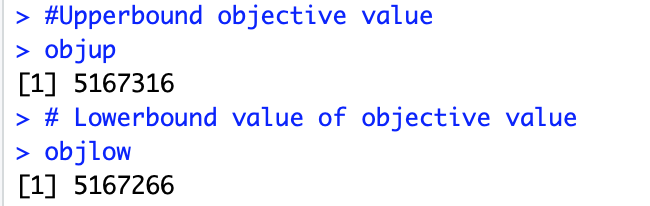 > #Upperbound objective value
> objup
[1] 5167316
> # Lowerbound value of objective value
> objlow
[1] 5167266